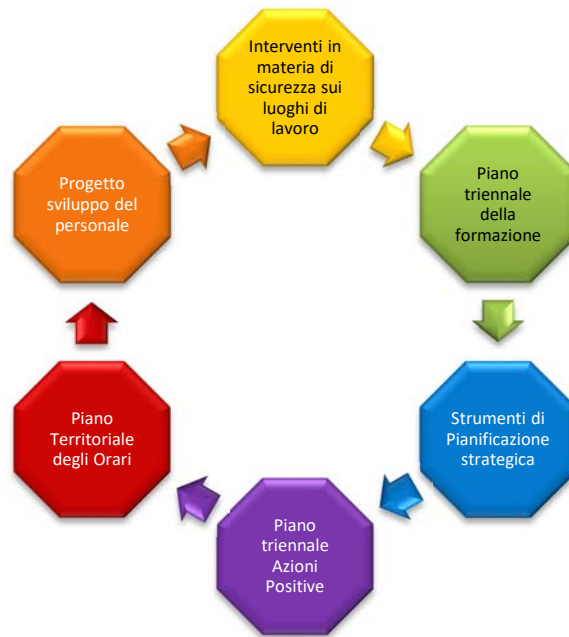 Interventi in
materia di
sicurezza sui
luoghi di
lavoro
Piano
triennale
della
formazione
Strumenti di
Pianificazione
strategica
Piano
triennale
Azioni
Positive
Piano
Territoriale
degli Orari
Progetto
sviluppo del
personale